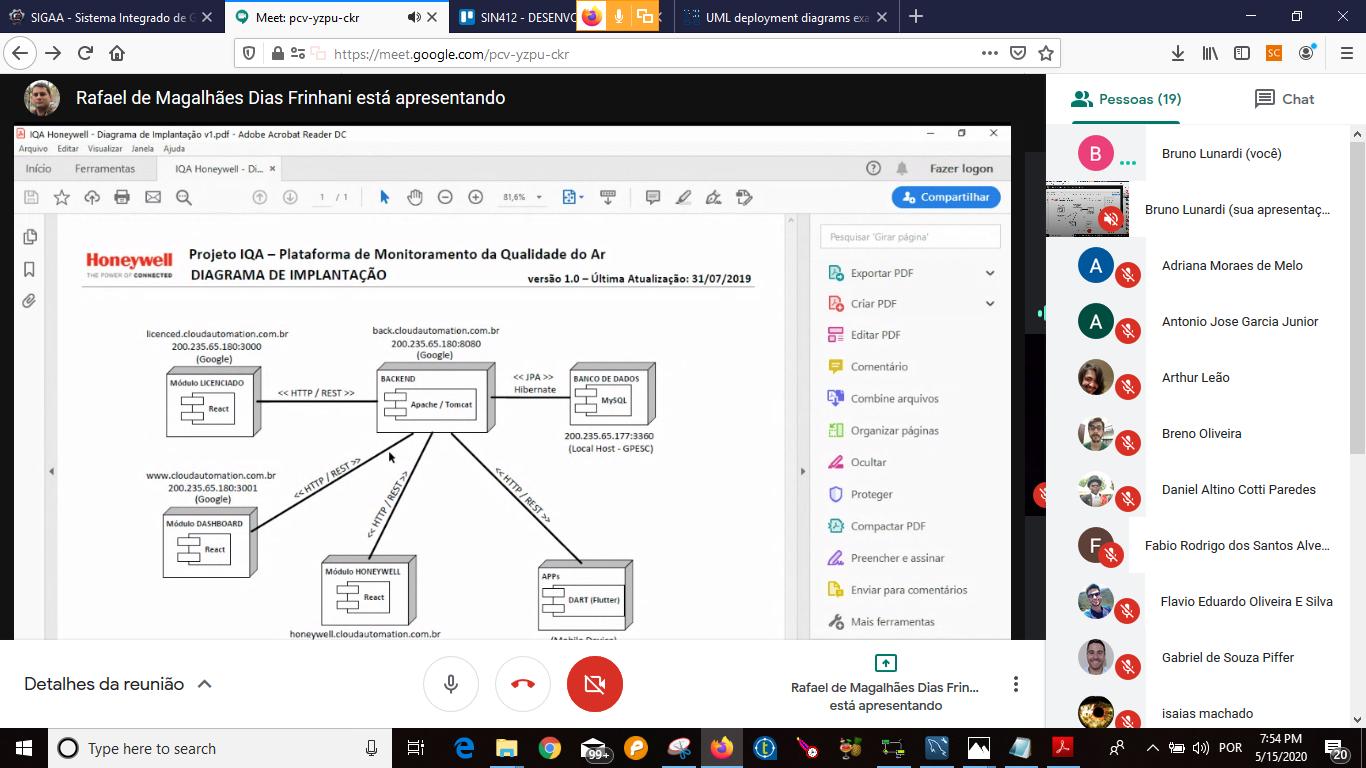 SIGAA - Sistema Integrado de G
Meet: pcv-yzpu-ckr
SIN412 - DESENVO
UML deployment diagrams exa
https://meet.google.com/pcv-yzpu-ckr
SC
Rafael de Magalhães Dias Frinhani está apresentando
Pessoas (19)
Chat
IQA Honeywell - Diagrama de Implantação v1.pdf - Adobe Acrobat Reader DC
Arquivo Editar Visualizar Janela Ajuda
Início
Ferramentas
IQA Honeywell - Di...
Fazer logon
1 / 1
81,6%
Compartilhar
Honeywell
THE POWER OF CONNECTED
Projeto IQA – Plataforma de Monitoramento da Qualidade do Ar
DIAGRAMA DE IMPLANTAÇÃO
versão 1.0 – Última Atualização: 31/07/2019
licenced.cloudautomation.com.br
200.235.65.180:3000
(Google)
Módulo LICENCIADO
React
<< HTTP / REST >>
back.cloudautomation.com.br
200.235.65.180:8080
(Google)
BACKEND
Apache / Tomcat
<< JPA >>
Hibernate
BANCO DE DADOS
MySQL
200.235.65.177:3360
(Local Host - GPESC)
www.cloudautomation.com.br
200.235.65.180:3001
(Google)
Módulo DASHBOARD
React
<< HTTP / REST >>
<< HTTP / REST >>
<< HTTP / REST >>
Módulo HONEYWELL
React
honeywell.cloudautomation.com.br
APPs
DART (Flutter)
(Mobile Device)
Pesquisar 'Girar página'
Exportar PDF
Criar PDF
Editar PDF
Comentário
Combine arquivos
Organizar páginas
Ocultar
Proteger
Compactar PDF
Preencher e assinar
Enviar para comentários
Mais ferramentas
B
Bruno Lunardi (você)
Bruno Lunardi (sua apresentaç...
A
Adriana Moraes de Melo
A
Antonio Jose Garcia Junior
Arthur Leão
Breno Oliveira
Daniel Altino Cotti Paredes
F
Fabio Rodrigo dos Santos Alve...
Flavio Eduardo Oliveira E Silva
Gabriel de Souza Piffer
isaias machado
Detalhes da reunião
Rafael de Magalhães Dias Frin...
está apresentando
Type here to search
99+
POR
7:54 PM
5/15/2020
20